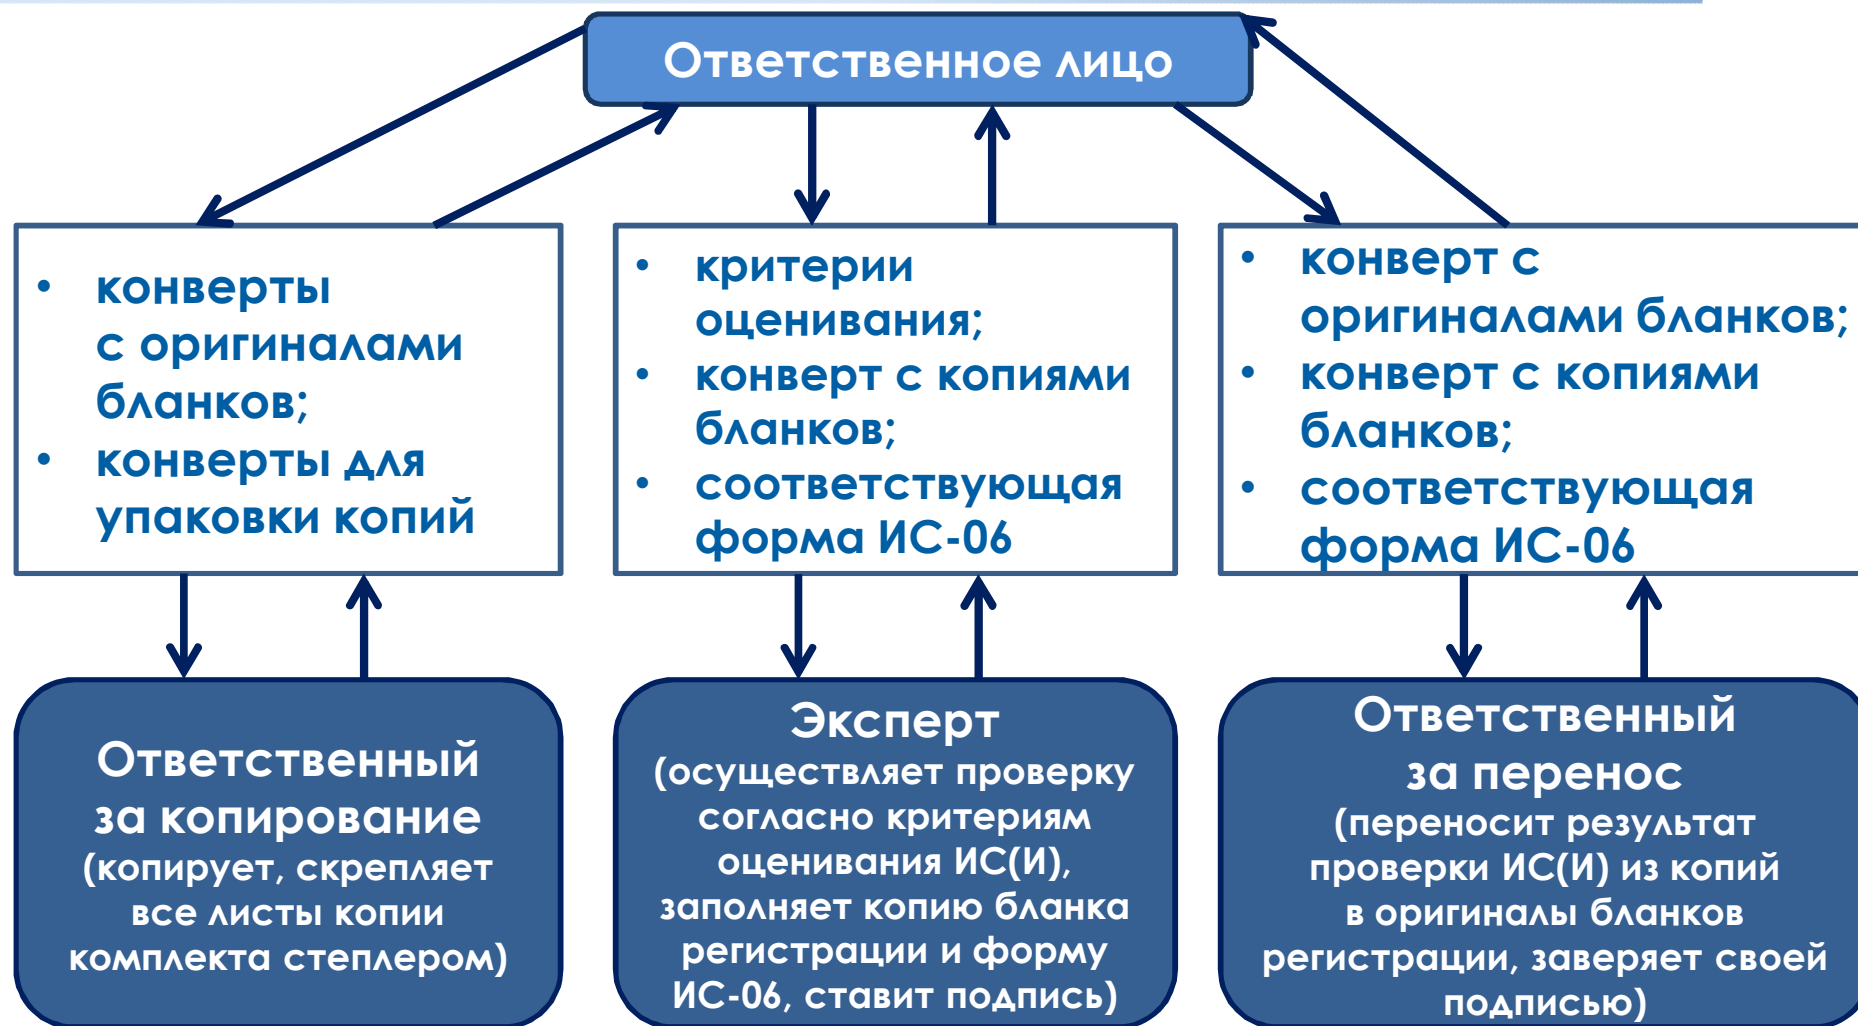 Ответственное лицо
• конверты
с оригиналами
бланков;
• конверты для
упаковки копий
• критерии
оценивания;
• конверт с копиями
бланков;
• соответствующая
форма ИС-06
• конверт с
оригиналами бланков;
• конверт с копиями
бланков;
• соответствующая
форма ИС-06
Ответственный
за копирование
(копирует, скрепляет
все листы копии
комплекта степлером)
Эксперт
(осуществляет проверку
согласно критериям
оценивания ИС(И),
заполняет копию бланка
регистрации и форму
ИС-06, ставит подпись)
Ответственный
за перенос
(переносит результат
проверки ИС(И) из копий
в оригиналы бланков
регистрации, заверяет своей
подписью)